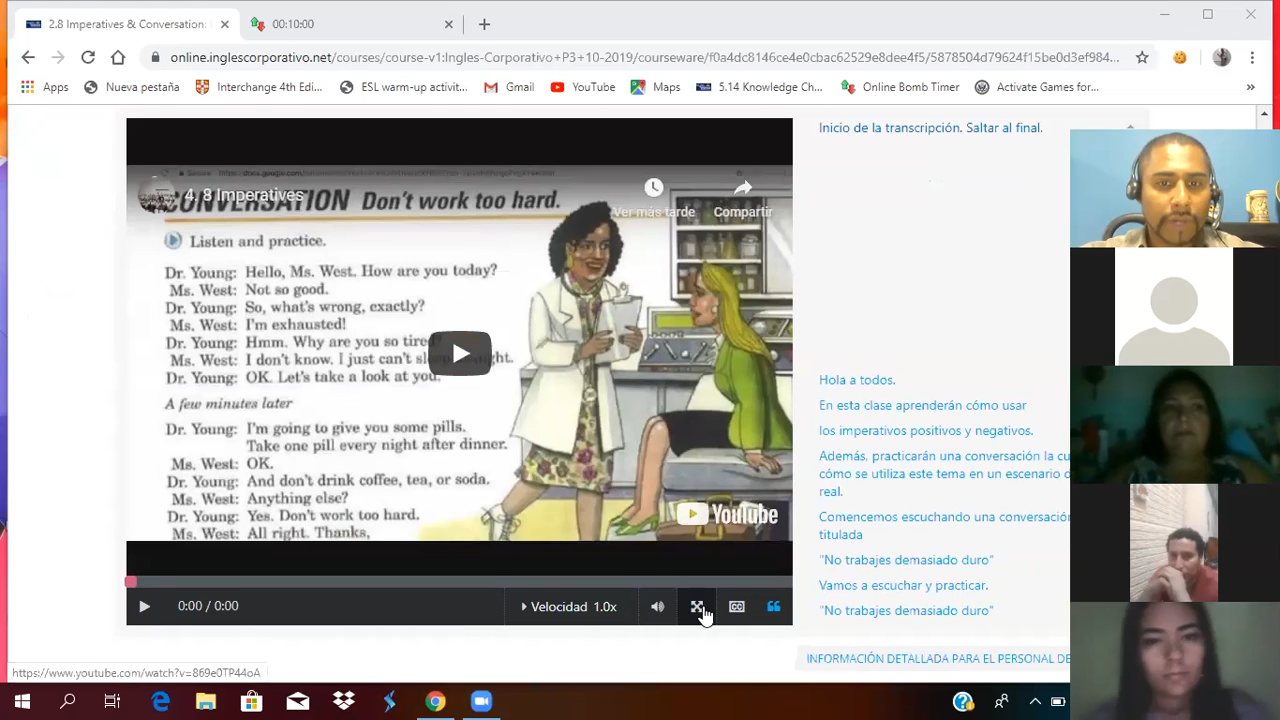 2.8 Imperatives & Conversation:
00:10:00
online.inglescorporativo.net/courses/course-v1:Ingles-Corporativo+P3+10-2019/courseware/f0a4dc8146ce4e0cbac62529e8dee4f5/5878504d79624f15be0d3ef984...
Apps
Nueva pestaña
Interchange 4th Edi...
ESL warm-up activit...
Gmail
YouTube
Maps
5.14 Knowledge Ch...
Online Bomb Timer
Activate Games for...
»
4. 8 Imperatives
CONVERSATION Don't work too hard.
Ver más tarde
Compartir
Listen and practice.
Dr. Young: Hello, Ms. West. How are you today?
Ms. West: Not so good.
Dr. Young: So, what's wrong, exactly?
Ms. West: I'm exhausted!
Dr. Young: Hmm. Why are you so tired
Ms. West: I don't know. I just can't night.
Dr. Young: OK. Let's take a look at you.
A few minutes later
Dr. Young: I'm going to give you some pills.
Take one pill every night after dinner.
Ms. West: OK.
Dr. Young: And don't drink coffee, tea, or soda.
Ms. West: Anything else?
Dr. Young: Yes. Don't work too hard.
Ms. West: All right. Thanks,
YouTube
0:00 / 0:00
Velocidad 1.0x
Inicio de la transcripción. Saltar al final.
Hola a todos.
En esta clase aprenderán cómo usar
los imperativos positivos y negativos.
Además, practicarán una conversación la cu
cómo se utiliza este tema en un escenario
real.
Comencemos escuchando una conversación
titulada
"No trabajes demasiado duro"
Vamos a escuchar y practicar.
"No trabajes demasiado duro"
INFORMACIÓN DETALLADA PARA EL PERSONAL DE
https://www.youtube.com/watch?v=869e0TP44oA